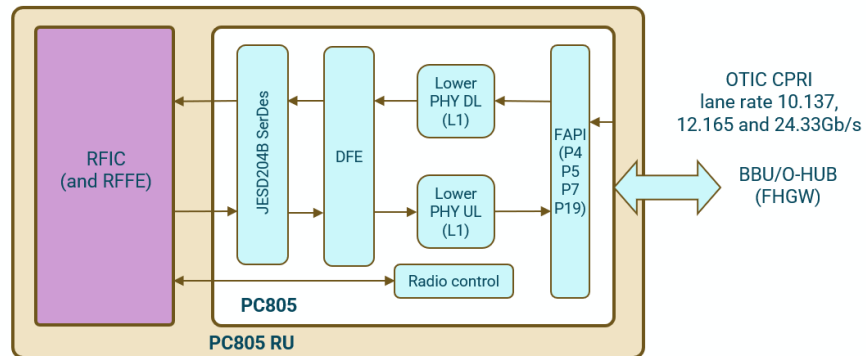 RFIC
(and RFFE)
JESD204B SerDes
DFE
Lower
PHY DL
(L1)
Lower
PHY UL
(L1)
FAPI
(P4
P5
P7
P19)
Radio control
PC805
PC805 RU
OTIC CPRI
lane rate 10.137,
12.165 and 24.33Gb/s
BBU/O-HUB
(FHGW)